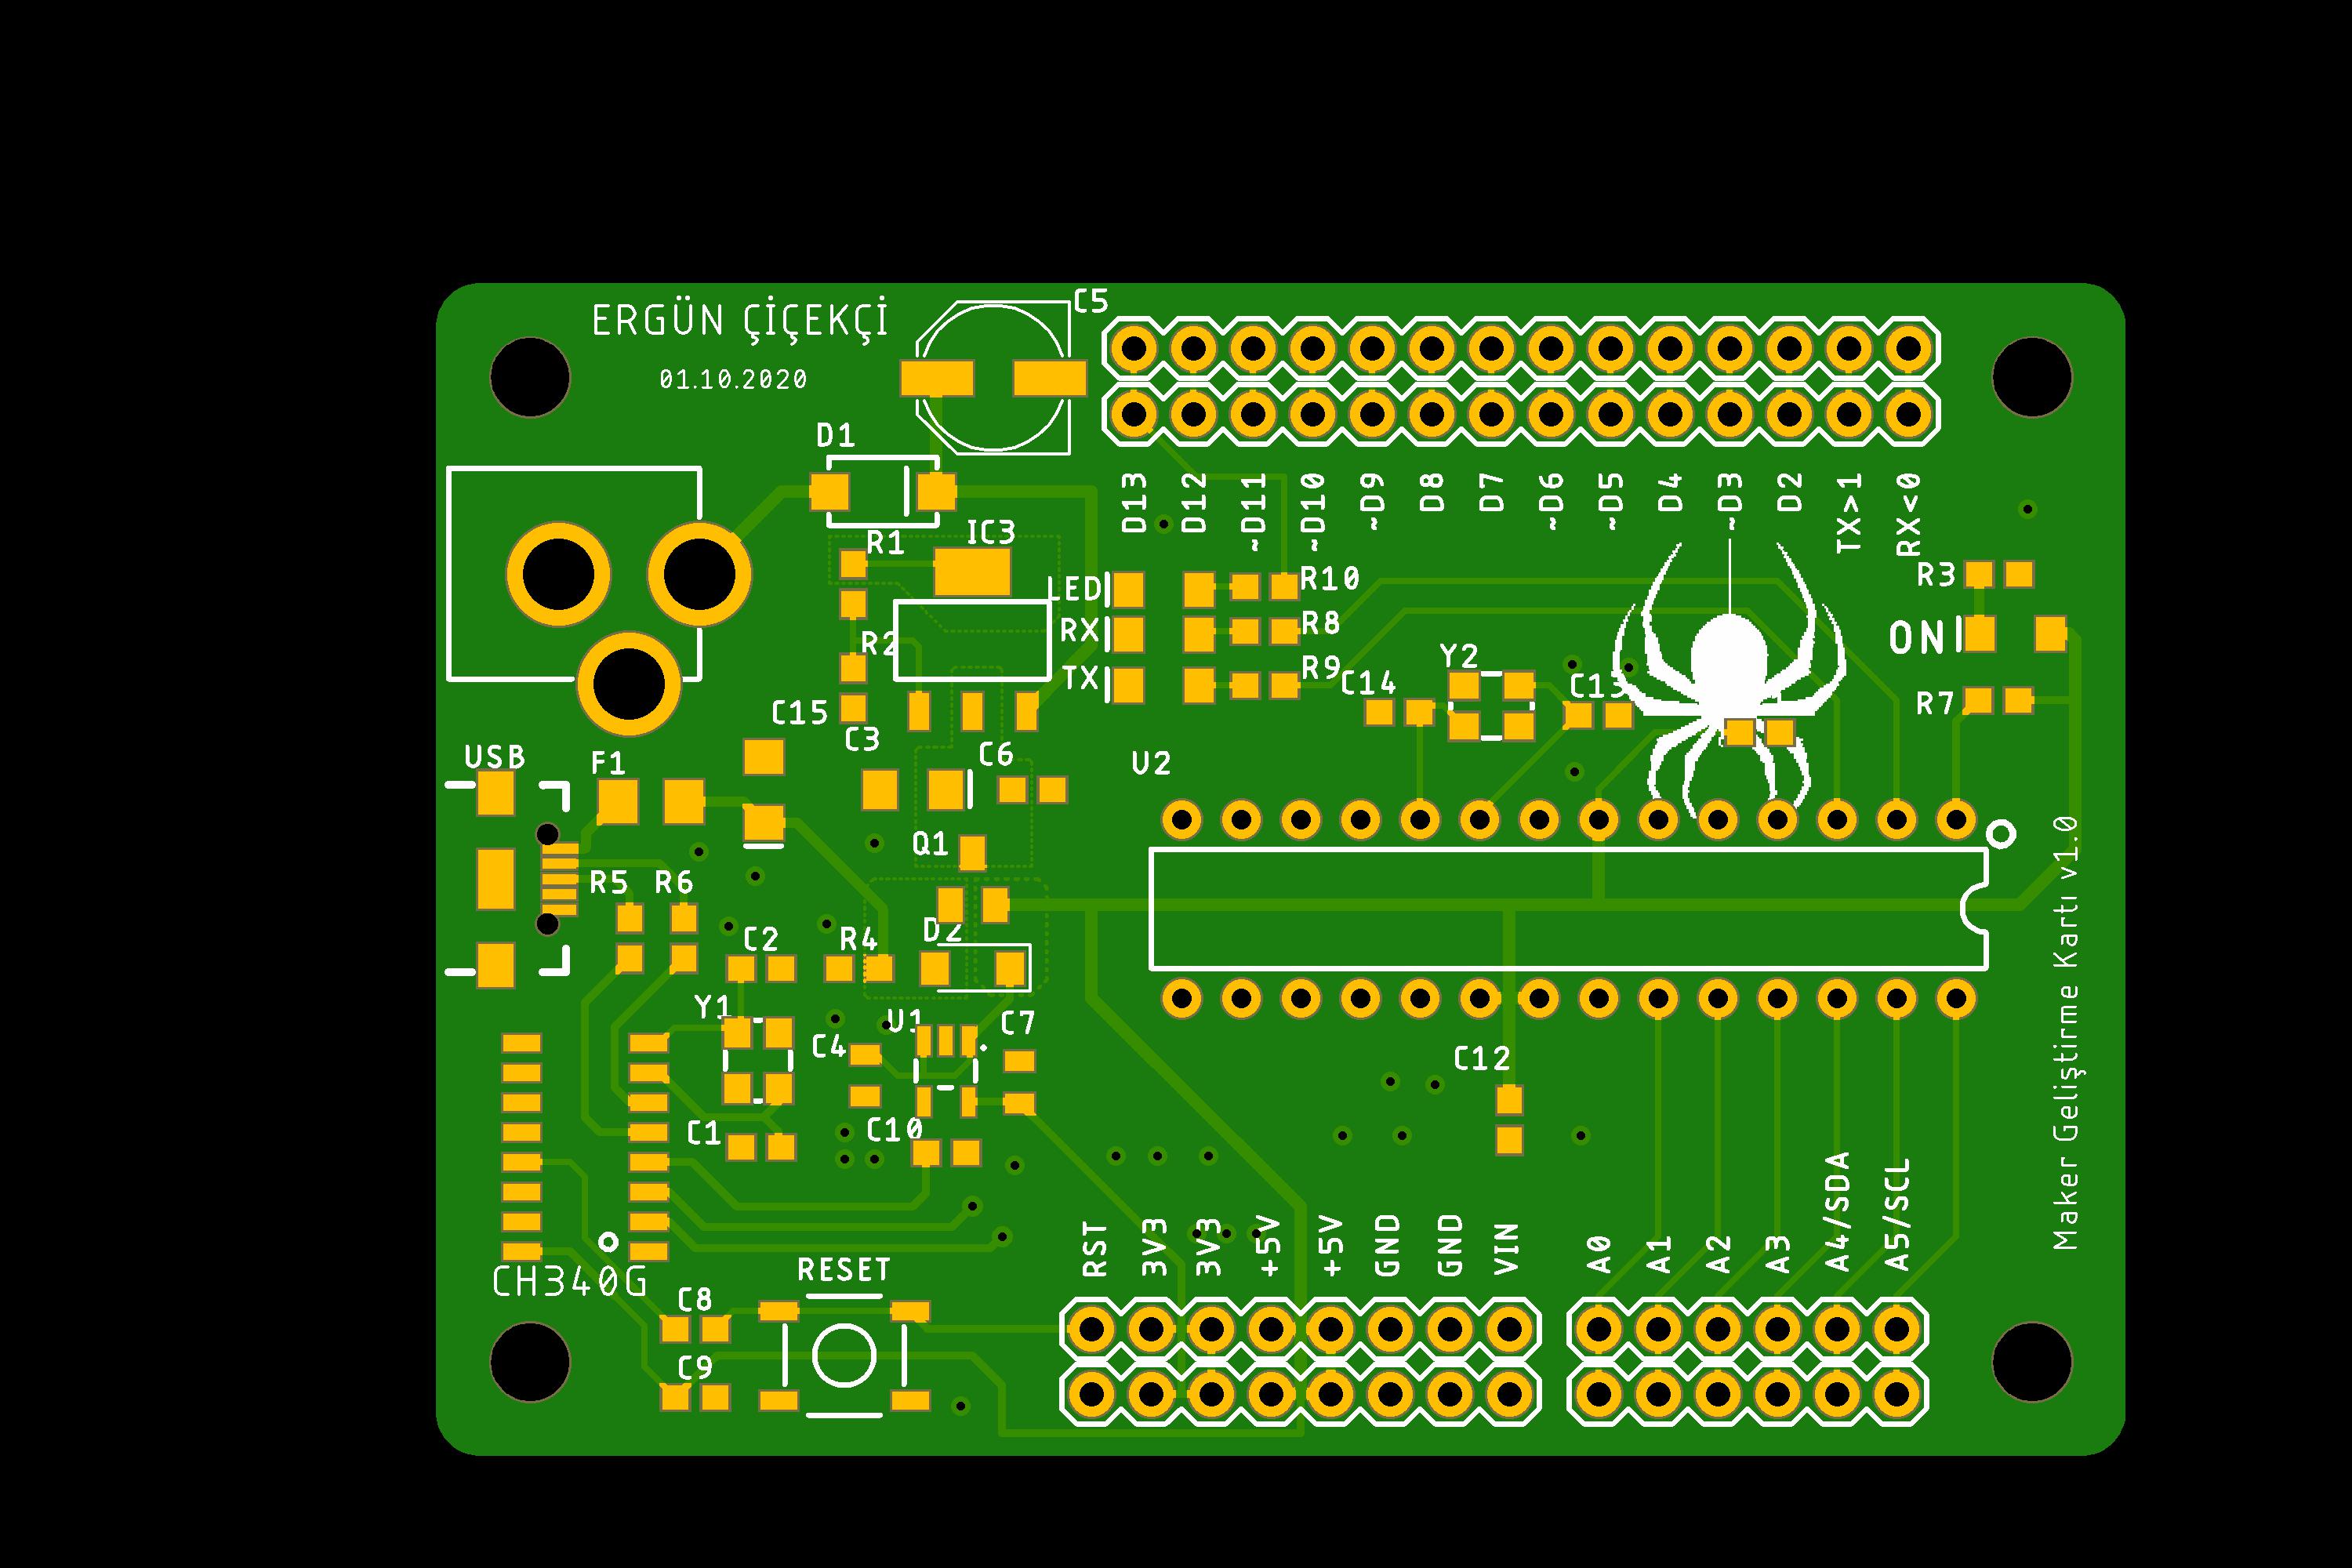 ERGÜN ÇİÇEKÇİ
C5
01.10.2020
D1
D13
D12
~D11
~D10
~D9
D8
D7
~D6
~D5
D4
~D3
D2
TX>1
RX<0
R1
IC3
LED
R10
R3
RX
R8
ON
R2
TX
R9
Y2
C14
C13
R7
C15
C3
C6
USB
F1
U2
Q1
R5
R6
C2
R4
D2
Y1
U1
C7
C4
C12
C1
C10
Maker Geliştirme Kartı v1.0
RST
3V3
3V3
+5V
+5V
GND
GND
VIN
A0
A1
A2
A3
A4/SDA
A5/SCL
CH340G
RESET
C8
C9